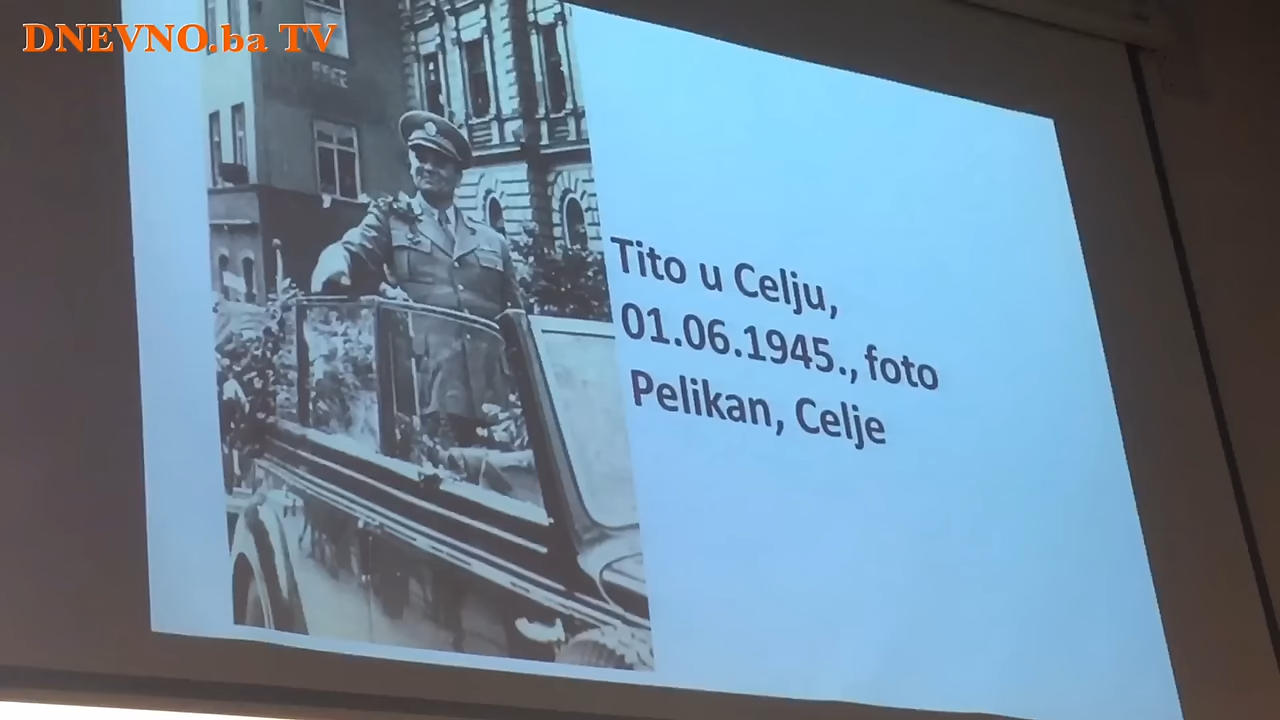 DNEVNO.ba TV
Tito u Celju,
01.06.1945., foto
Pelikan, Celje